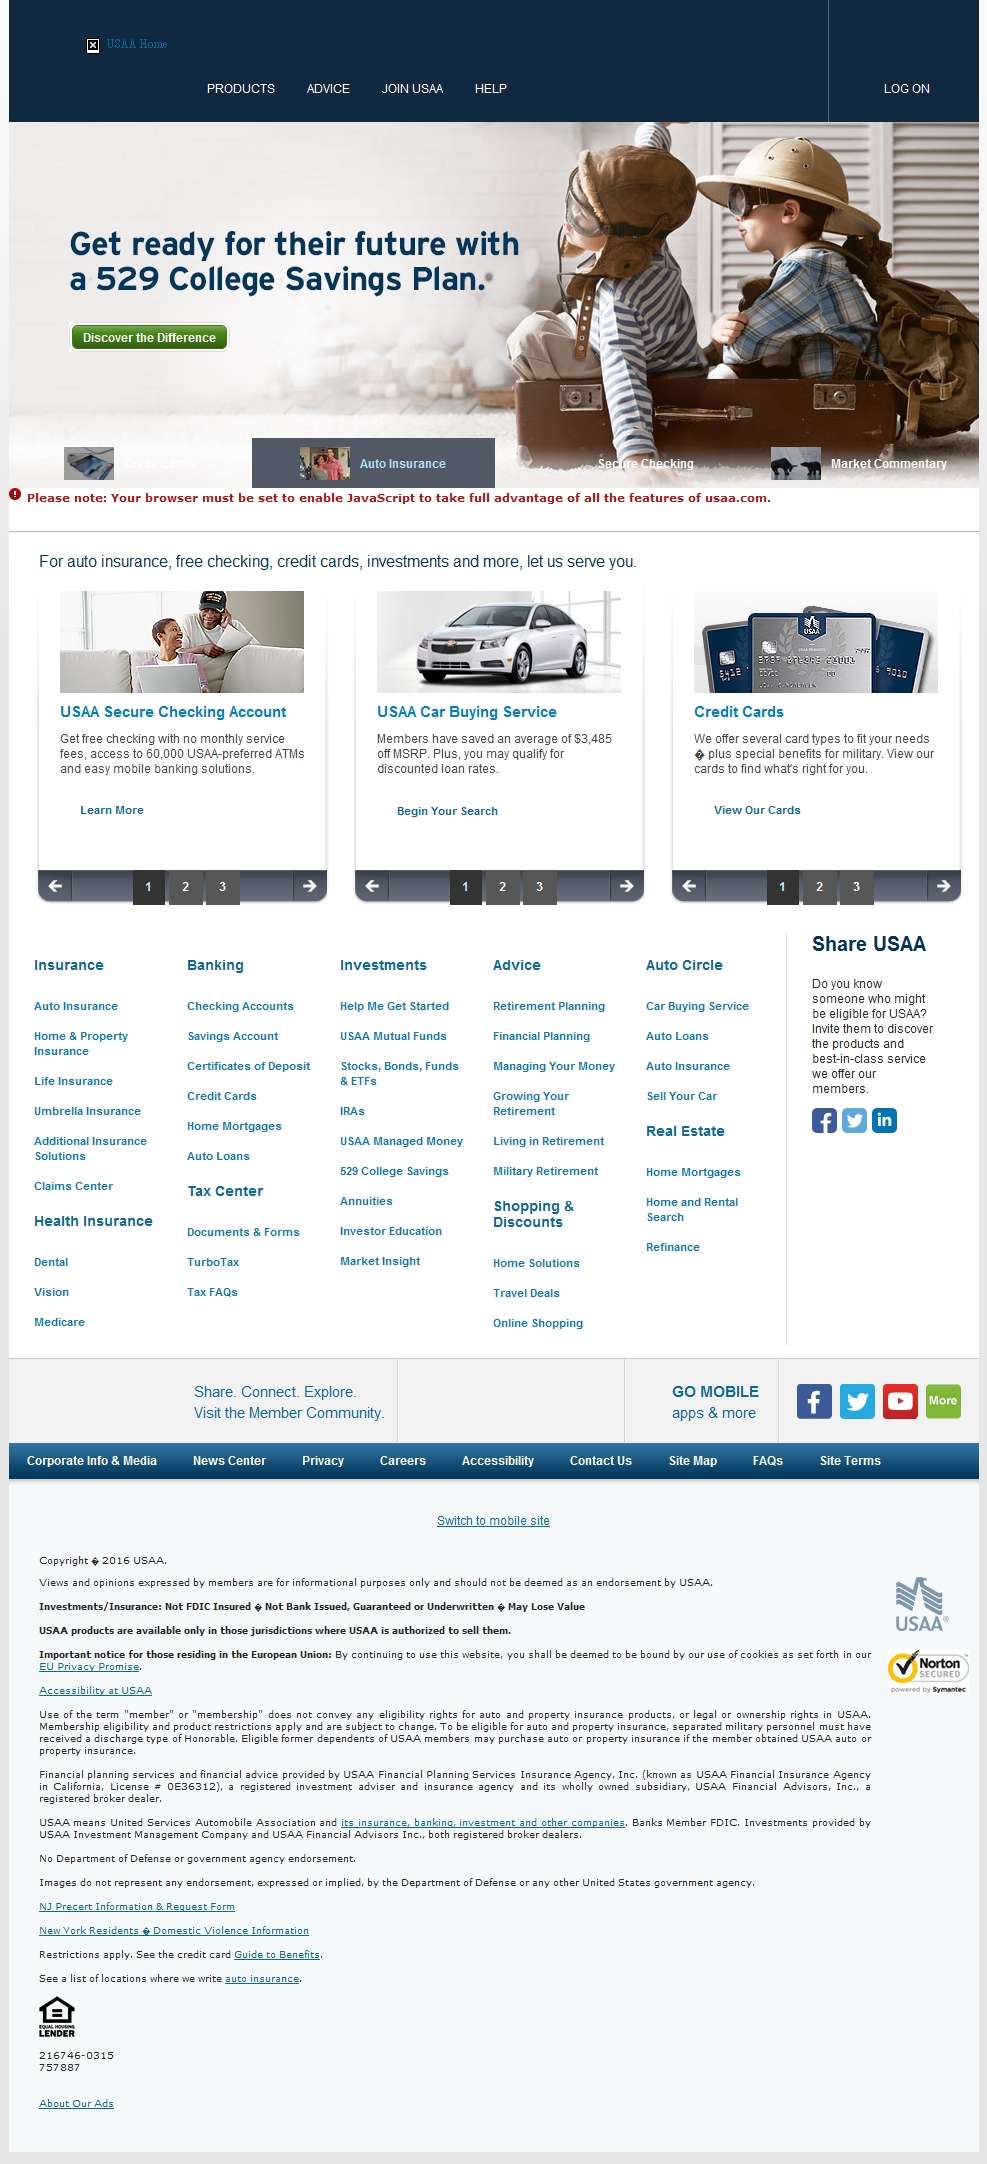 USAA Home
PRODUCTS ADVICE JOIN USAA HELP LOG ON
Get ready for their future with
a 529 College Savings Plan.
Discover the Difference
Credit Cards Auto Insurance Secure Checking Market Commentary
Please note: Your browser must be set to enable JavaScript to take full advantage of all the features of usaa.com.
For auto insurance, free checking, credit cards, investments and more, let us serve you.
USAA Secure Checking Account
Get free checking with no monthly service
fees, access to 60,000 USAA-preferred ATMs
and easy mobile banking solutions.
Learn More
1 2 3
USAA Car Buying Service
Members have saved an average of $3,485
off MSRP. Plus, you may qualify for
discounted loan rates.
Begin Your Search
1 2 3
USAA
Credit Cards
We offer several card types to fit your needs
� plus special benefits for military. View our
cards to find what's right for you.
View Our Cards
1 2 3
Insurance
Auto Insurance
Home & Property
Insurance
Life Insurance
Umbrella Insurance
Additional Insurance
Solutions
Claims Center
Health Insurance
Dental
Vision
Medicare
Banking
Checking Accounts
Savings Account
Certificates of Deposit
Credit Cards
Home Mortgages
Auto Loans
Tax Center
Documents & Forms
TurboTax
Tax FAQs
Investments
Help Me Get Started
USAA Mutual Funds
Stocks, Bonds, Funds
& ETFs
IRAs
USAA Managed Money
529 College Savings
Annuities
Investor Education
Market Insight
Advice
Retirement Planning
Financial Planning
Managing Your Money
Growing Your
Retirement
Living in Retirement
Military Retirement
Shopping &
Discounts
Home Solutions
Travel Deals
Online Shopping
Auto Circle
Car Buying Service
Auto Loans
Auto Insurance
Sell Your Car
Real Estate
Home Mortgages
Home and Rental
Search
Refinance
Share USAA
Do you know
someone who might
be eligible for USAA?
Invite them to discover
the products and
best-in-class service
we offer our
members.
Share. Connect. Explore.
Visit the Member Community.
GO MOBILE
apps & more
More
Corporate Info & Media News Center Privacy Careers Accessibility Contact Us Site Map FAQs Site Terms
Switch to mobile site
Copyright � 2016 USAA.
Views and opinions expressed by members are for informational purposes only and should not be deemed as an endorsement by USAA.
Investments/Insurance: Not FDIC Insured � Not Bank Issued, Guaranteed or Underwritten � May Lose Value
USAA products are available only in those jurisdictions where USAA is authorized to sell them.
Important notice for those residing in the European Union: By continuing to use this website, you shall be deemed to be bound by our use of cookies as set forth in our
EU Privacy Promise.
Accessibility at USAA
Use of the term "member" or "membership" does not convey any eligibility rights for auto and property insurance products, or legal or ownership rights in USAA.
Membership eligibility and product restrictions apply and are subject to change. To be eligible for auto and property insurance, separated military personnel must have
received a discharge type of Honorable. Eligible former dependents of USAA members may purchase auto or property insurance if the member obtained USAA auto or
property insurance.
Financial planning services and financial advice provided by USAA Financial Planning Services Insurance Agency, Inc. (known as USAA Financial Insurance Agency
in California, License # 0E36312), a registered investment adviser and insurance agency and its wholly owned subsidiary, USAA Financial Advisors, Inc., a
registered broker dealer.
USAA means United Services Automobile Association and its insurance, banking, investment and other companies. Banks Member FDIC. Investments provided by
USAA Investment Management Company and USAA Financial Advisors Inc., both registered broker dealers.
No Department of Defense or government agency endorsement.
Images do not represent any endorsement, expressed or implied, by the Department of Defense or any other United States government agency.
NJ Precert Information & Request Form
New York Residents � Domestic Violence Information
Restrictions apply. See the credit card Guide to Benefits.
See a list of locations where we write auto insurance.
EQUAL HOUSING
LENDER
216746-0315
757887
About Our Ads
USAA®
Norton
SECURED
powered by Symantec